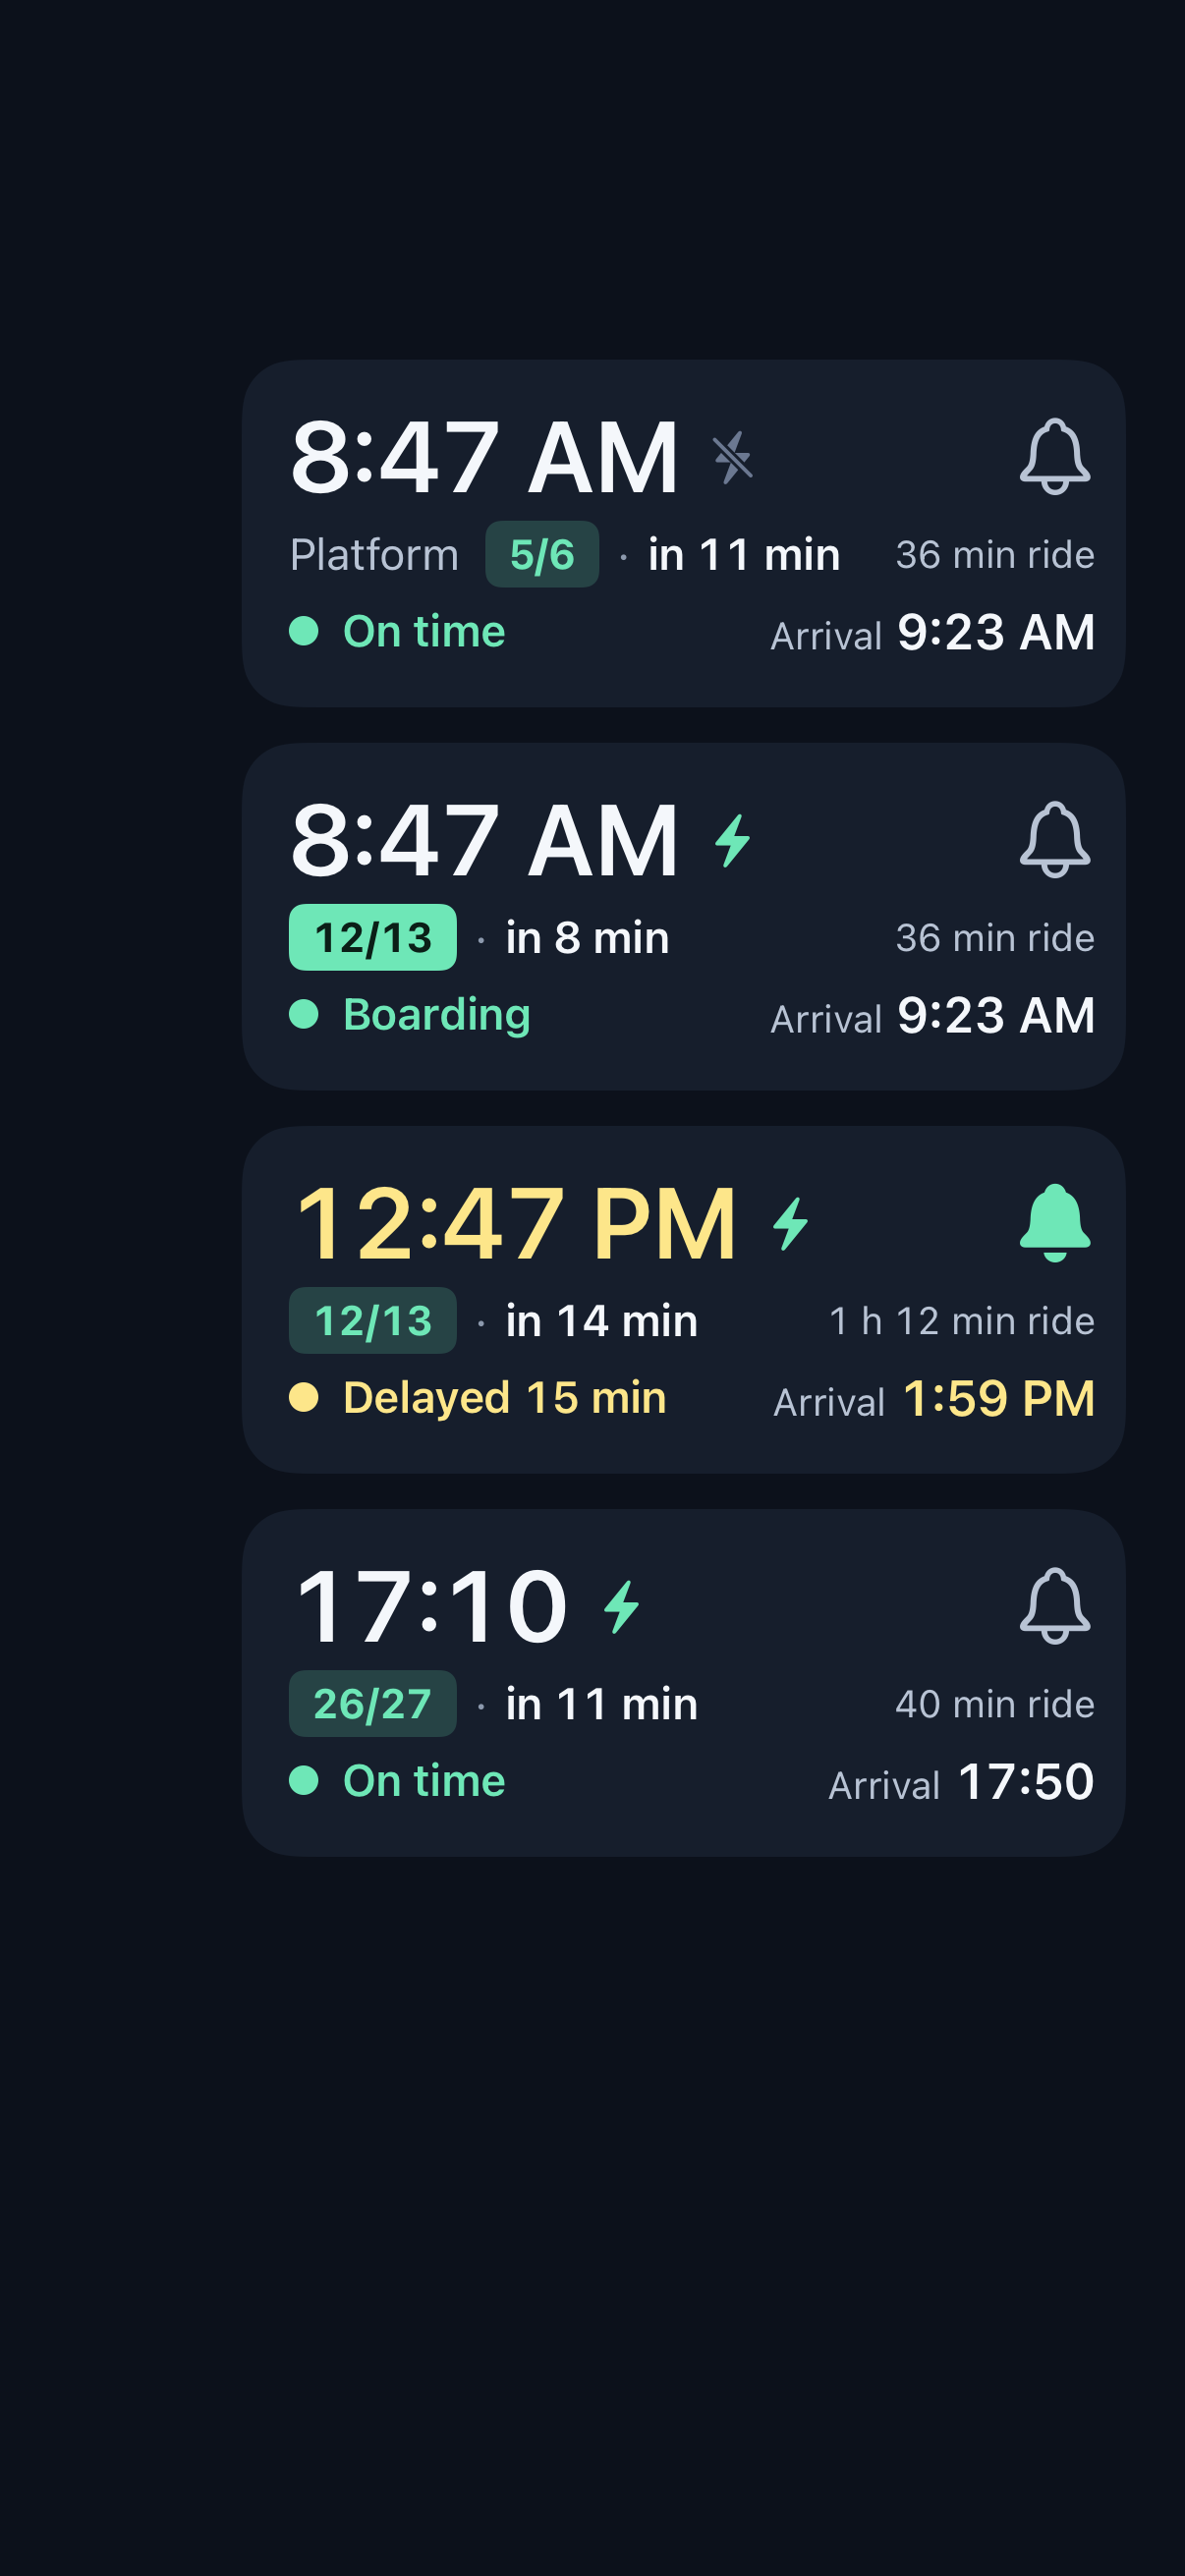 8:47 AM
Platform 5/6 · in 11 min 36 min ride
On time Arrival 9:23 AM
8:47 AM
12/13 · in 8 min 36 min ride
Boarding Arrival 9:23 AM
12:47 PM
12/13 · in 14 min 1 h 12 min ride
Delayed 15 min Arrival 1:59 PM
17:10
26/27 · in 11 min 40 min ride
On time Arrival 17:50